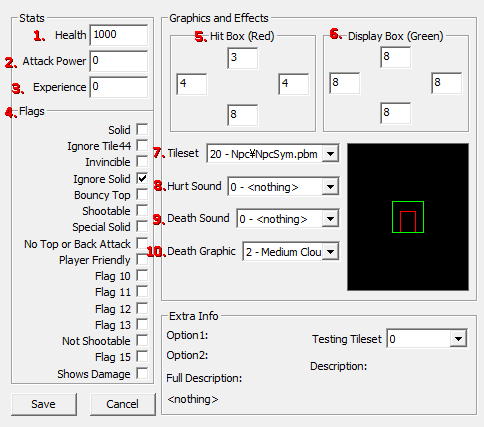 Stats
1. Health 1000
2. Attack Power 0
3. Experience 0
4. Flags
Solid
Ignore Tile44
Invincible
Ignore Solid
Bouncy Top
Shootable
Special Solid
No Top or Back Attack
Player Friendly
Flag 10
Flag 11
Flag 12
Flag 13
Not Shootable
Flag 15
Shows Damage
Save Cancel
Graphics and Effects
5. Hit Box (Red)
3
4 4
8
6. Display Box (Green)
8
8 8
8
7. Tileset 20 - Npc¥NpcSym.pbm
8. Hurt Sound 0 - <nothing>
9. Death Sound 0 - <nothing>
10. Death Graphic 2 - Medium Clou
Extra Info
Option1:
Option2:
Full Description:
<nothing>
Testing Tileset 0
Description: